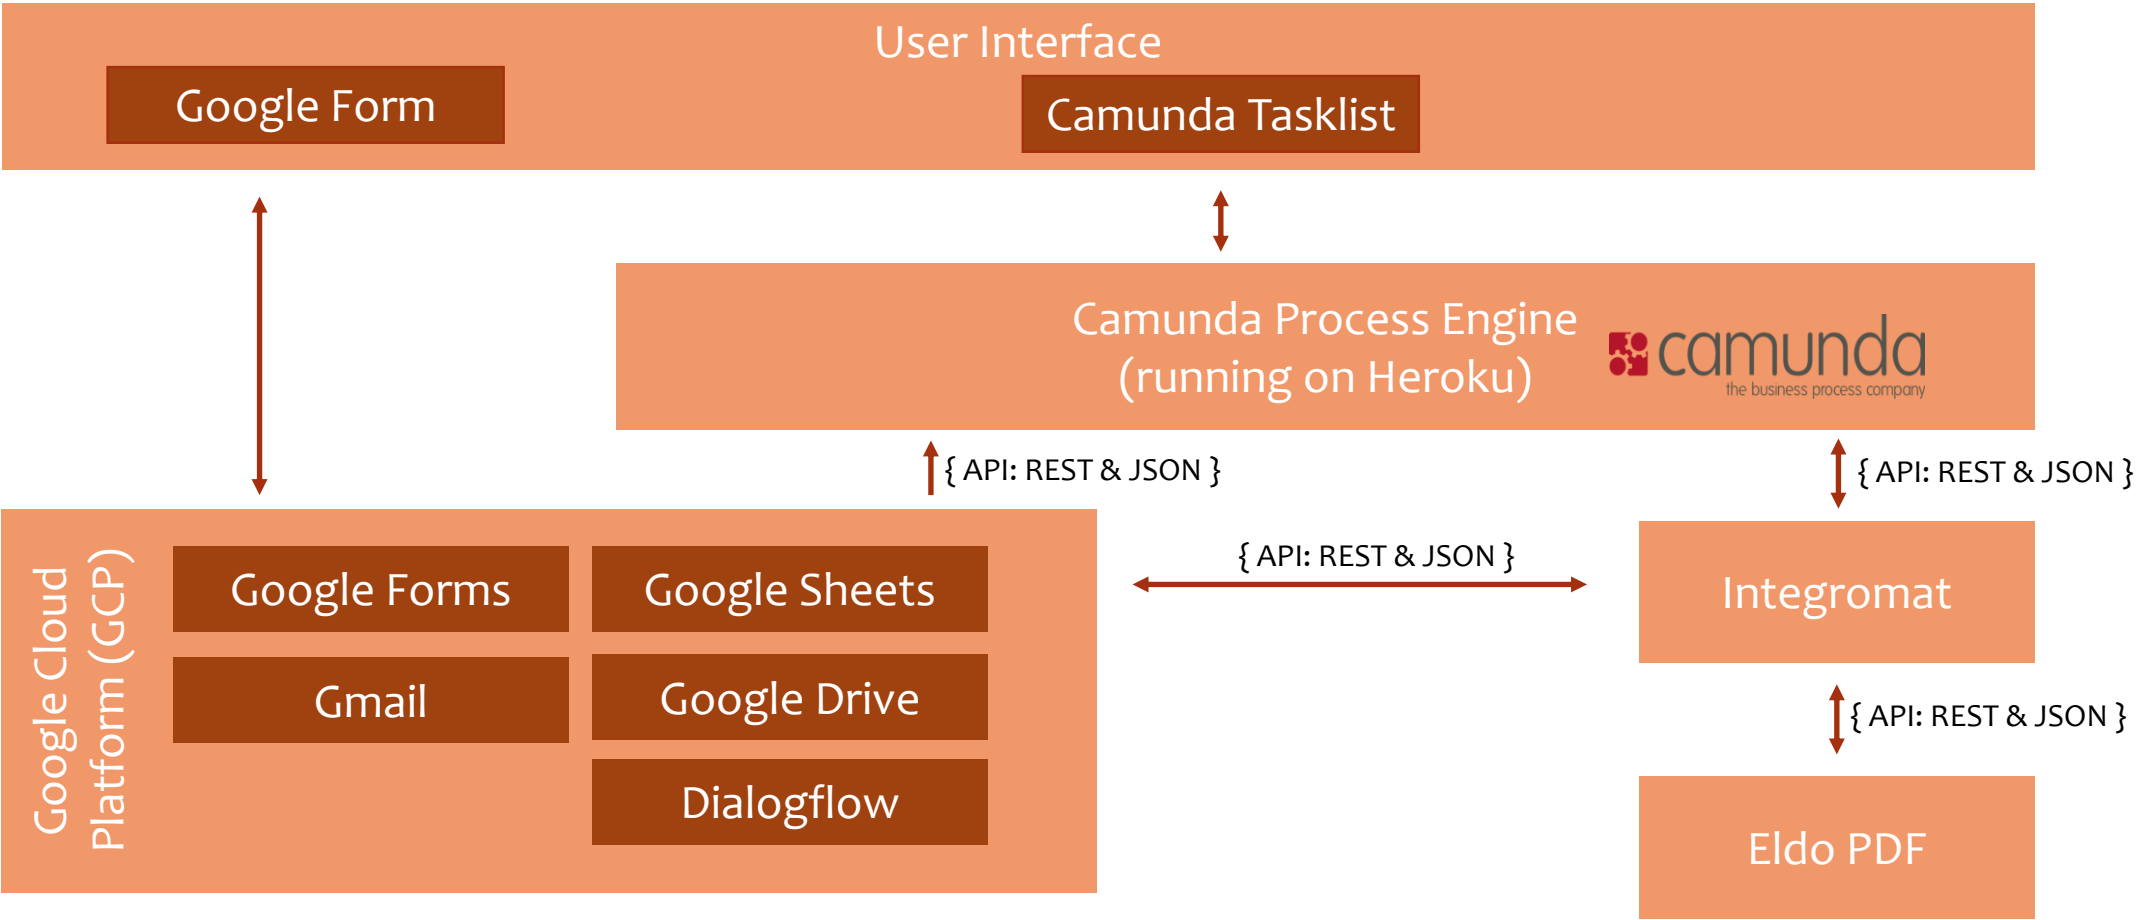 User Interface
Google Form
Camunda Tasklist
Camunda Process Engine
(running on Heroku)
camunda
the business process company
{ API: REST & JSON }
{ API: REST & JSON }
Google Cloud
Platform (GCP)
Google Forms
Google Sheets
Gmail
Google Drive
Dialogflow
{ API: REST & JSON }
Integromat
{ API: REST & JSON }
Eldo PDF